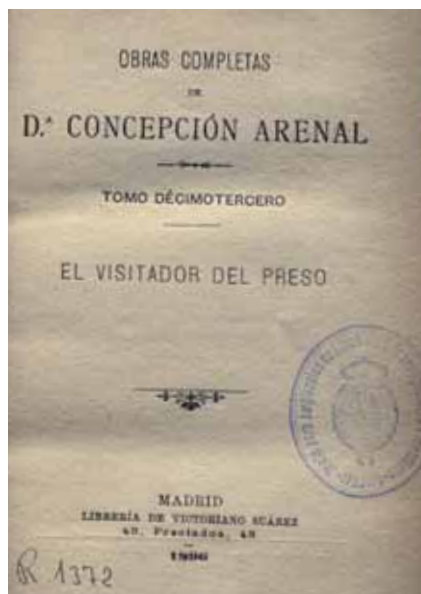 OBRAS COMPLETAS
DE
D.ª CONCEPCIÓN ARENAL
TOMO DÉCIMOTERCERO
EL VISITADOR DEL PRESO
MADRID
LIBRERÍA DE VICTORIANO SUÁREZ
48, Preciados, 48
R 1372